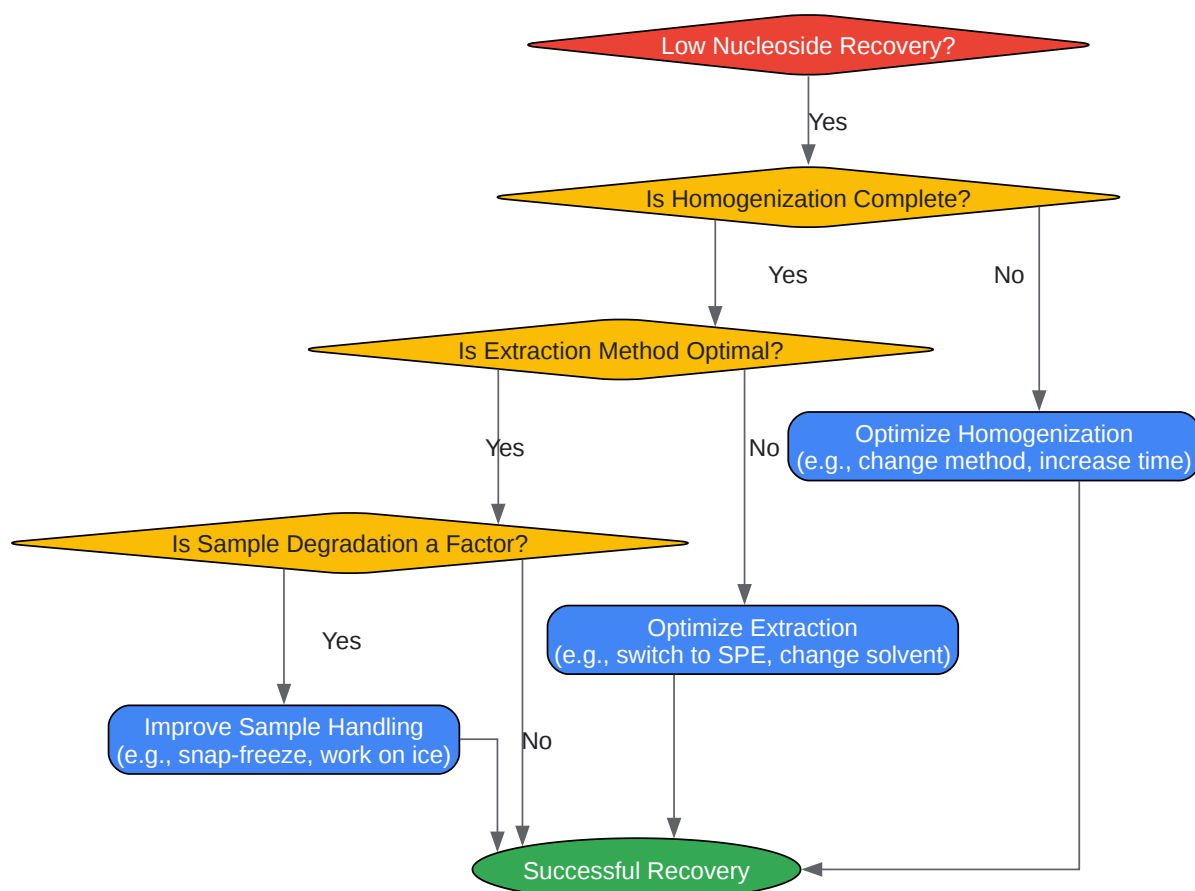 Low Nucleoside Recovery?
Yes
Is Homogenization Complete?
Yes
No
Is Extraction Method Optimal?
Optimize Homogenization
(e.g., change method, increase time)
Yes
No
Is Sample Degradation a Factor?
Optimize Extraction
(e.g., switch to SPE, change solvent)
Yes
Improve Sample Handling
(e.g., snap-freeze, work on ice)
No
Successful Recovery